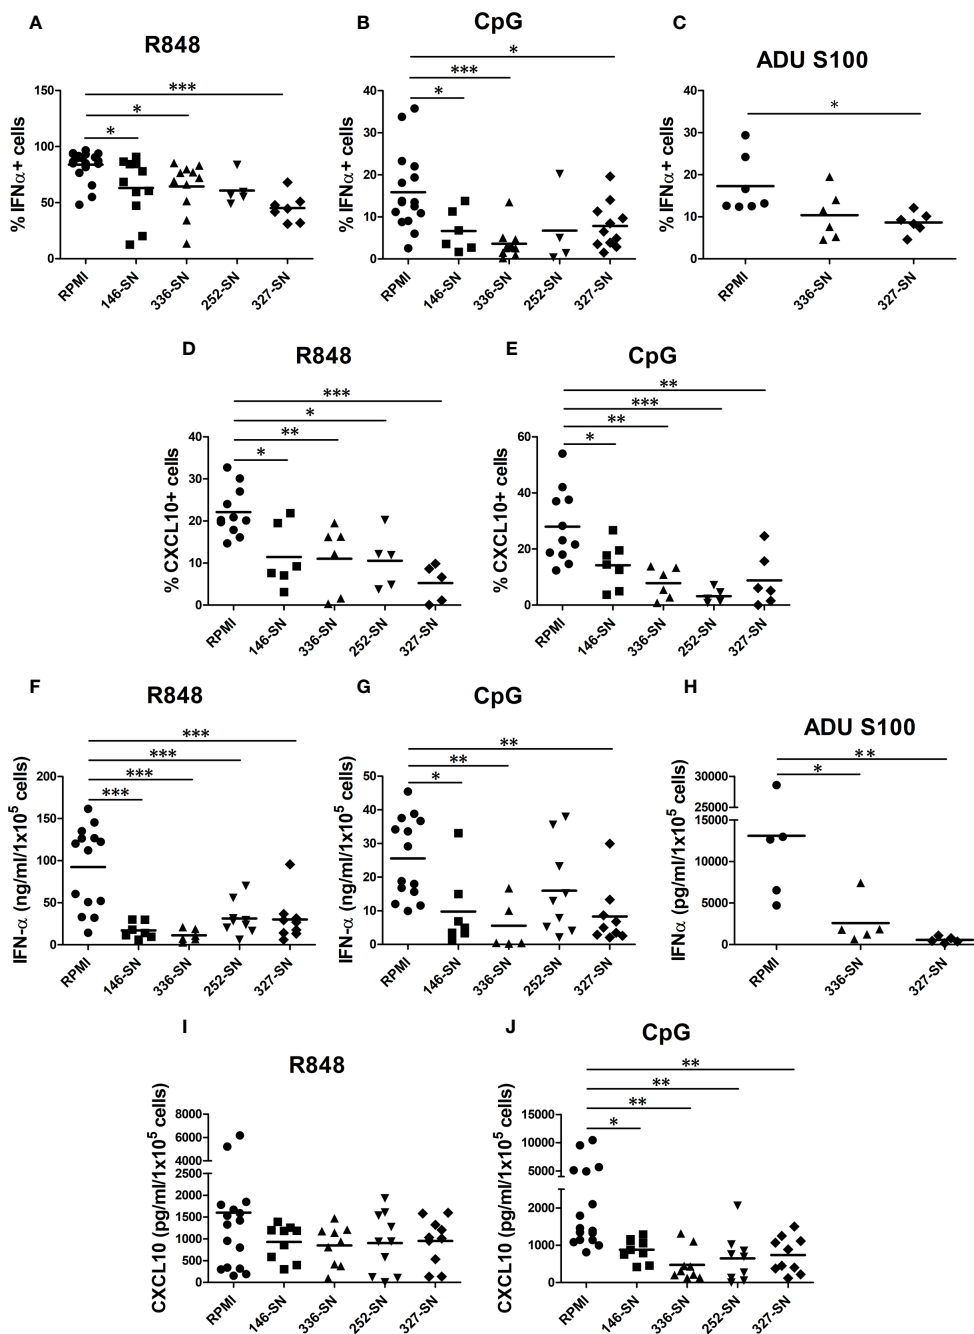 A
R848
% IFNα+ cells
150
100
50
0
***
*
*
RPMI
146-SN
336-SN
252-SN
327-SN
B
CpG
% IFNα+ cells
40
30
20
10
0
*
***
*
RPMI
146-SN
336-SN
252-SN
327-SN
C
ADU S100
% IFNα+ cells
40
30
20
10
0
*
RPMI
336-SN
327-SN
D
R848
% CXCL10+ cells
40
30
20
10
0
***
*
**
*
RPMI
146-SN
336-SN
252-SN
327-SN
E
CpG
% CXCL10+ cells
60
40
20
0
**
***
**
*
RPMI
146-SN
336-SN
252-SN
327-SN
F
R848
IFN-α (ng/ml/1x10⁵ cells)
200
150
100
50
0
***
***
***
***
RPMI
146-SN
336-SN
252-SN
327-SN
G
CpG
IFN-α (ng/ml/1x10⁵ cells)
50
40
30
20
10
0
**
**
*
RPMI
146-SN
336-SN
252-SN
327-SN
H
ADU S100
IFNα (pg/ml/1x10⁵ cells)
30000
25000
15000
10000
5000
0
**
*
RPMI
336-SN
327-SN
I
R848
CXCL10 (pg/ml/1x10⁵ cells)
8000
6000
4000
2500
2000
1500
1000
500
0
RPMI
146-SN
336-SN
252-SN
327-SN
J
CpG
CXCL10 (pg/ml/1x10⁵ cells)
15000
10000
5000
2000
1000
0
**
**
**
*
RPMI
146-SN
336-SN
252-SN
327-SN